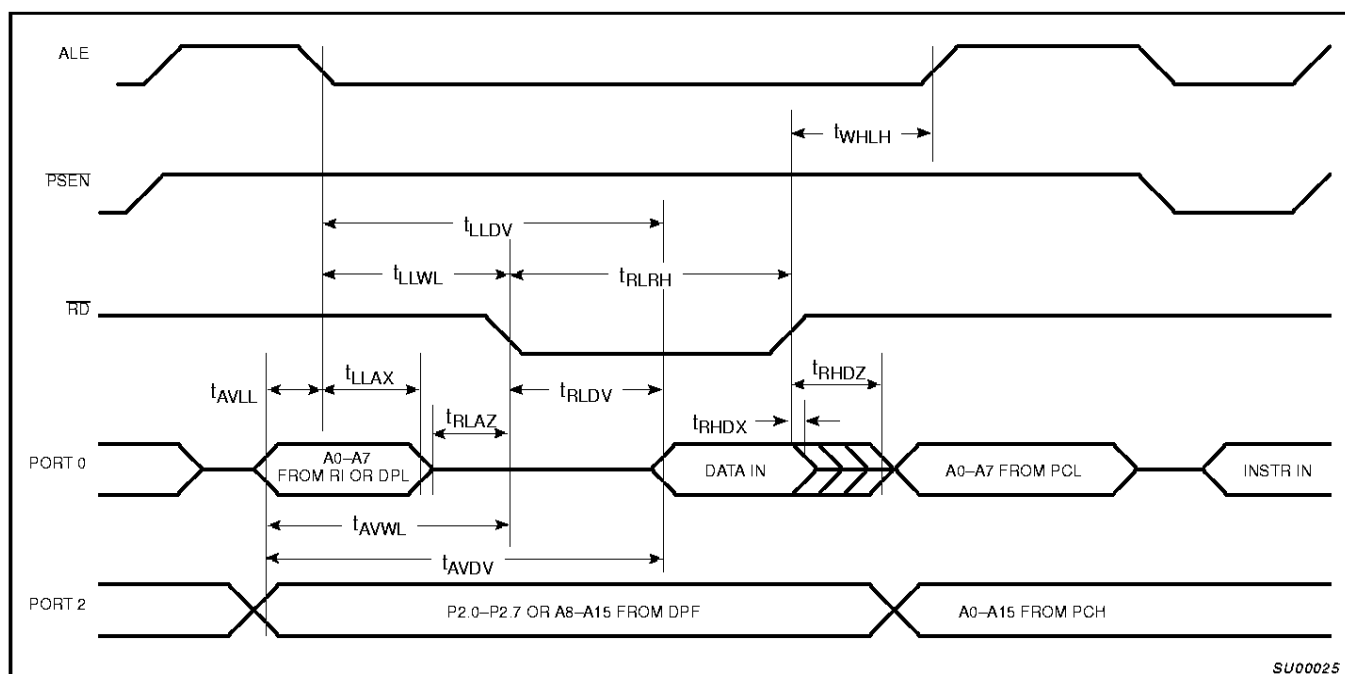 ALE
tWHLH
PSEN
tLLDV
tLLWL
tRLRH
RD
tAVLL
tLLAX
tRLAZ
tRLDV
tRHDZ
tRHDX
PORT 0
A0–A7
FROM RI OR DPL
DATA IN
A0–A7 FROM PCL
INSTR IN
tAVWL
tAVDV
PORT 2
P2.0–P2.7 OR A8–A15 FROM DPF
A0–A15 FROM PCH
SU00025